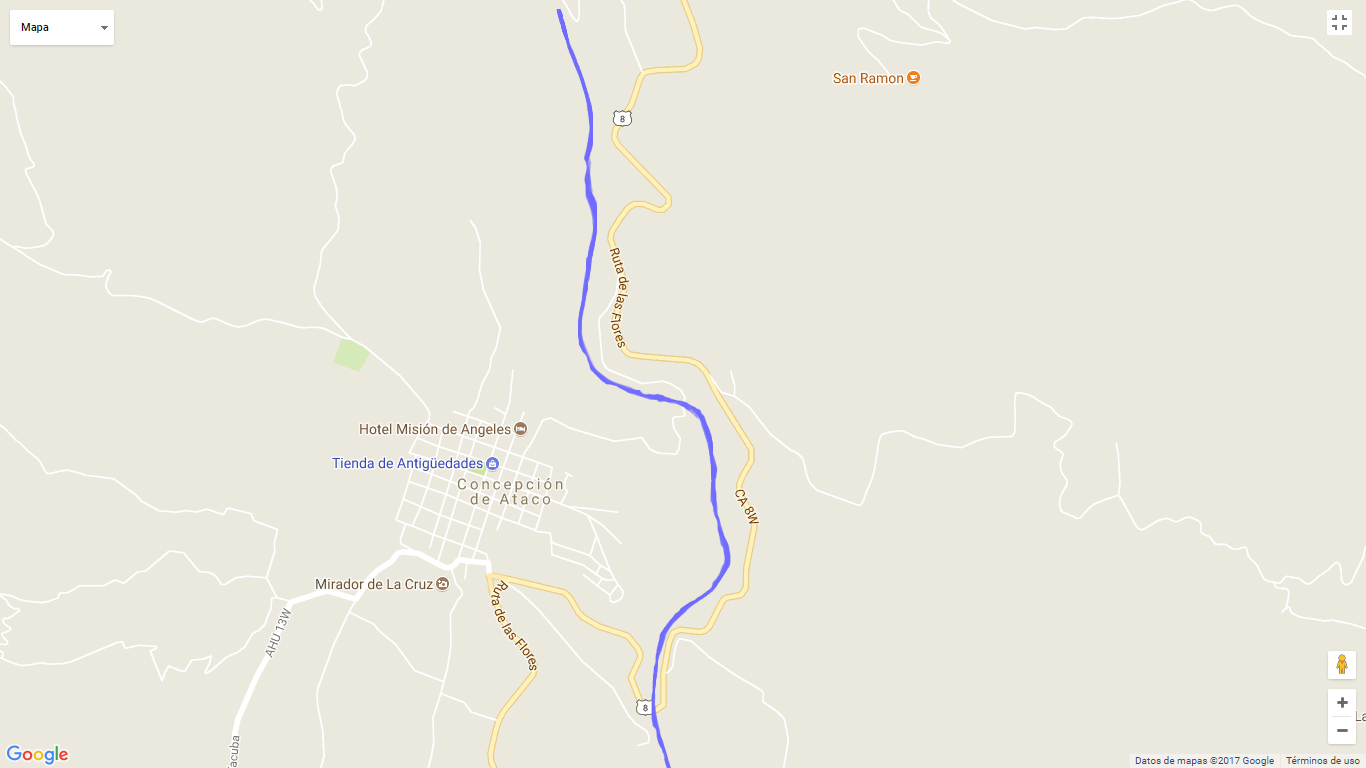 Mapa
San Ramon
8
Ruta de las Flores
Hotel Misión de Angeles
Tienda de Antigüedades
Concepción
de Ataco
CA 8W
Mirador de La Cruz
Ruta de las Flores
AHU 13W
8
La
acuba
Google
Datos de mapas ©2017 Google
Términos de uso